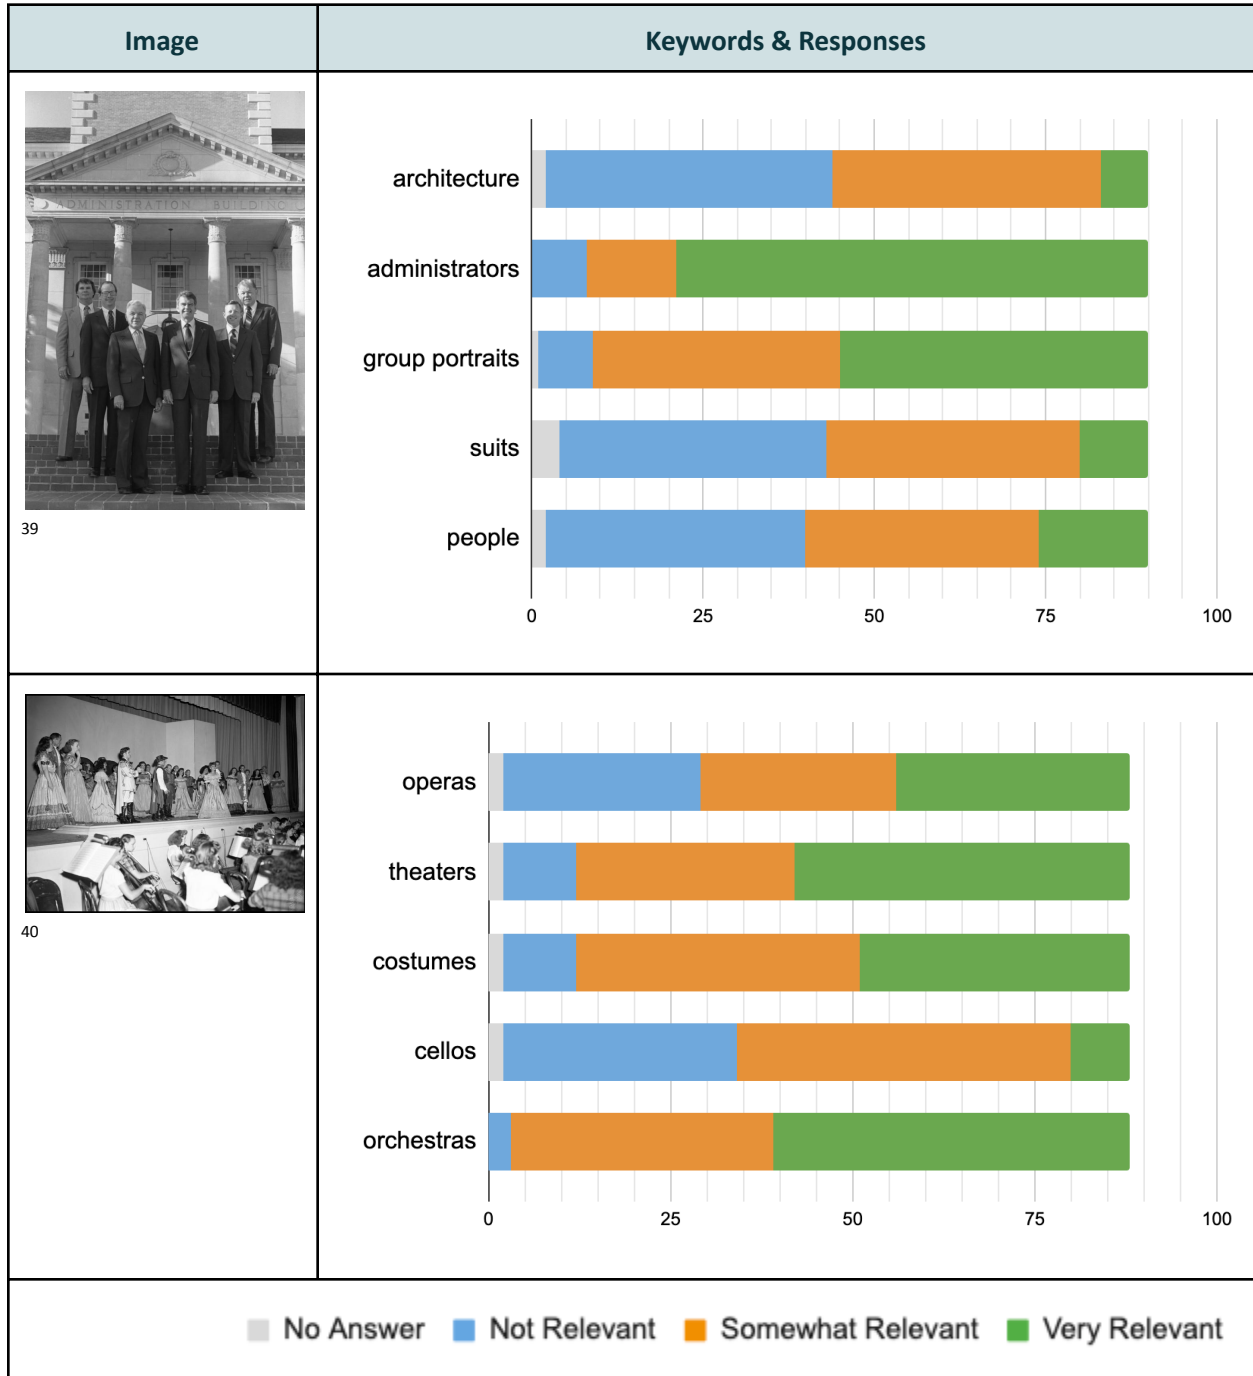 Image
Keywords & Responses
ADMINISTRATION BUILDING
39
architecture
administrators
group portraits
suits
people
0 25 50 75 100
40
operas
theaters
costumes
cellos
orchestras
0 25 50 75 100
No Answer Not Relevant Somewhat Relevant Very Relevant